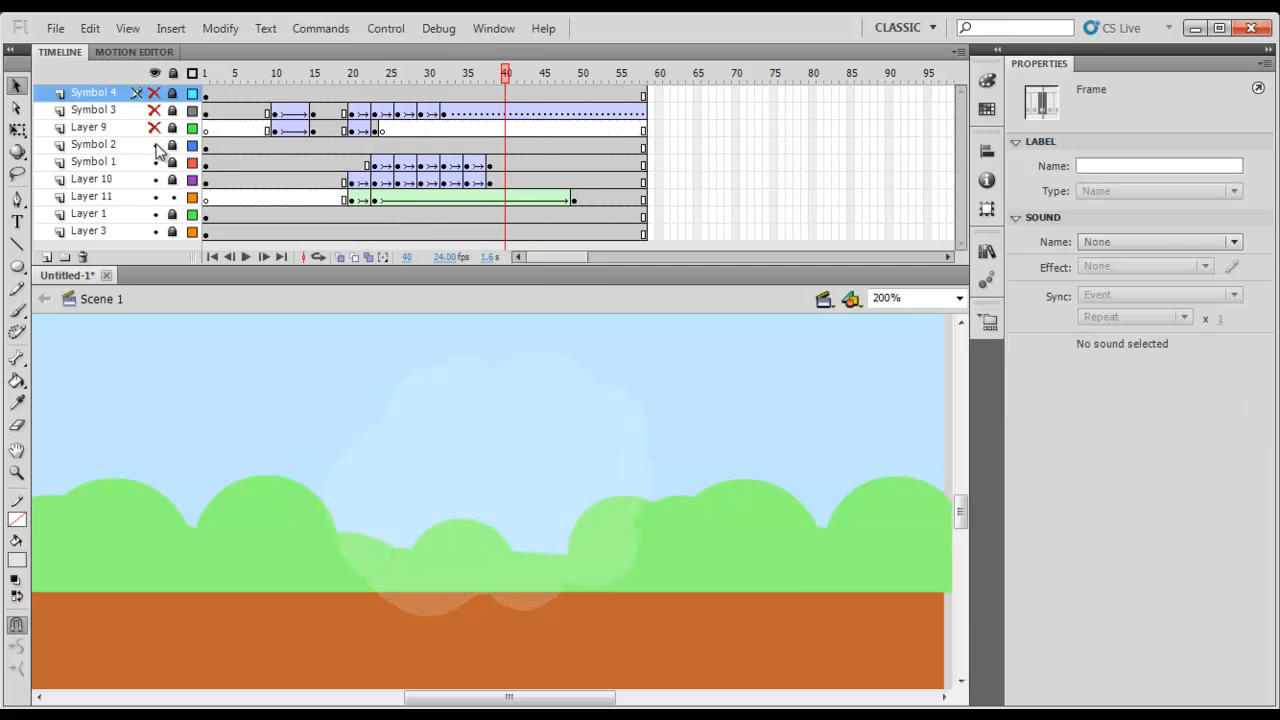 Fl File Edit View Insert Modify Text Commands Control Debug Window Help CLASSIC CS Live
TIMELINE MOTION EDITOR
1 5 10 15 20 25 30 35 40 45 50 55 60 65 70 75 80 85 90 95
Symbol 4
Symbol 3
Layer 9
Symbol 2
Symbol 1
Layer 10
Layer 11
Layer 1
Layer 3
40 24.00fps 1.6s
Untitled-1*
Scene 1 200%
PROPERTIES
Frame
LABEL
Name:
Type: Name
SOUND
Name: None
Effect: None
Sync: Event
Repeat x 1
No sound selected